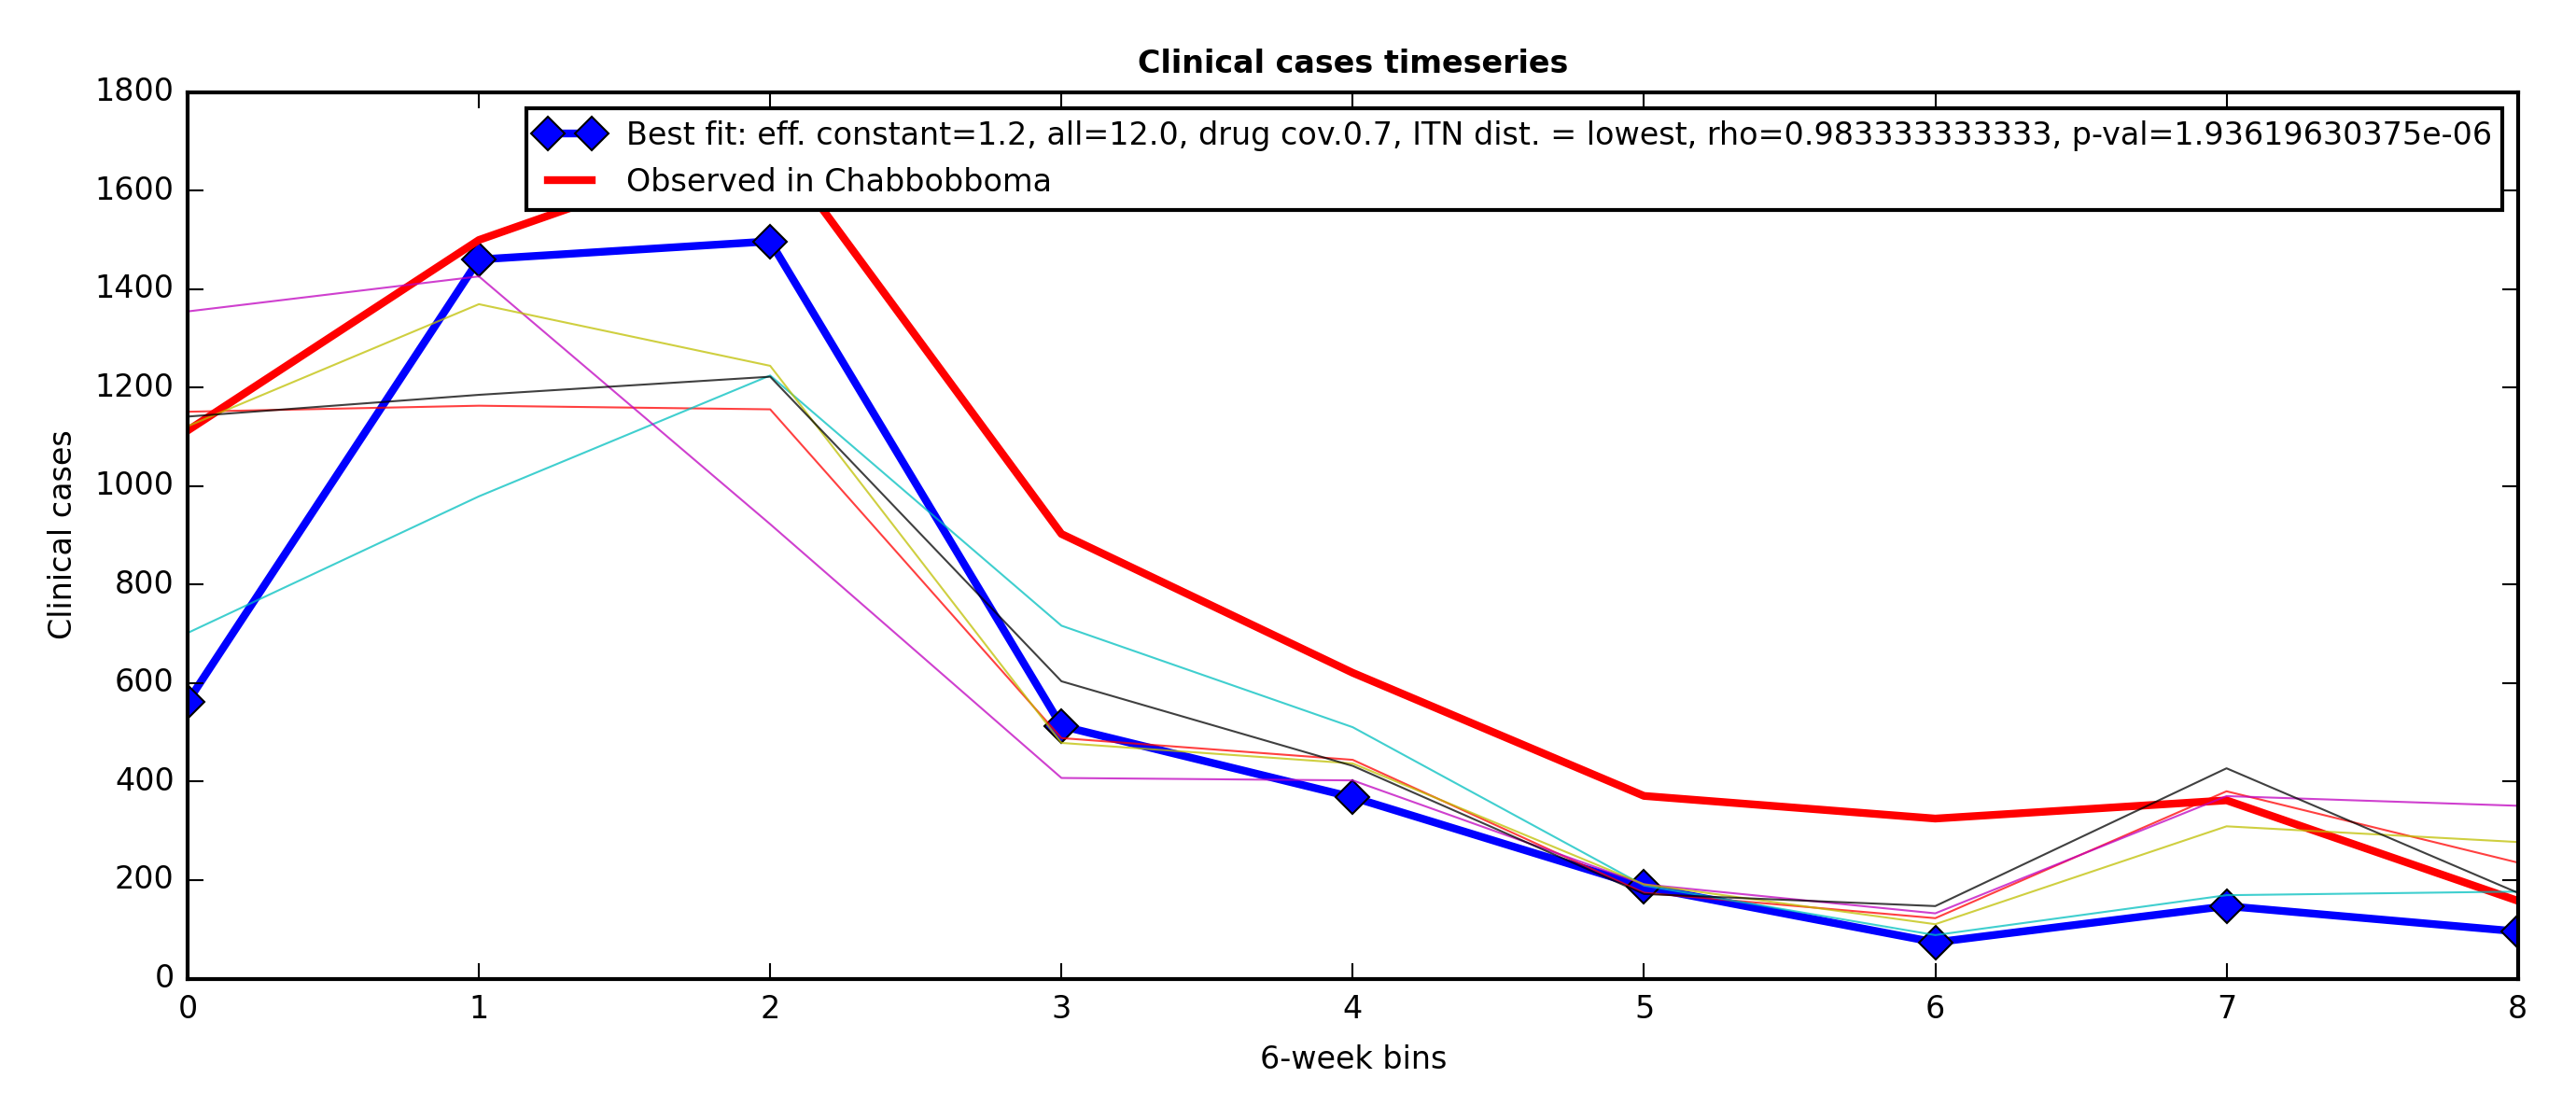 Clinical cases timeseries
Best fit: eff. constant=1.2, all=12.0, drug cov.0.7, ITN dist. = lowest, rho=0.983333333333, p-val=1.93619630375e-06
Observed in Chabbobboma
1800
1600
1400
1200
1000
800
600
400
200
0
Clinical cases
0 1 2 3 4 5 6 7 8
6-week bins